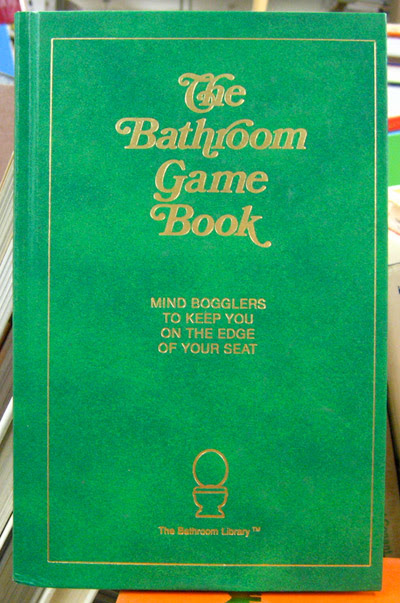 The
Bathroom
Game
Book
MIND BOGGLERS
TO KEEP YOU
ON THE EDGE
OF YOUR SEAT
The Bathroom Library™